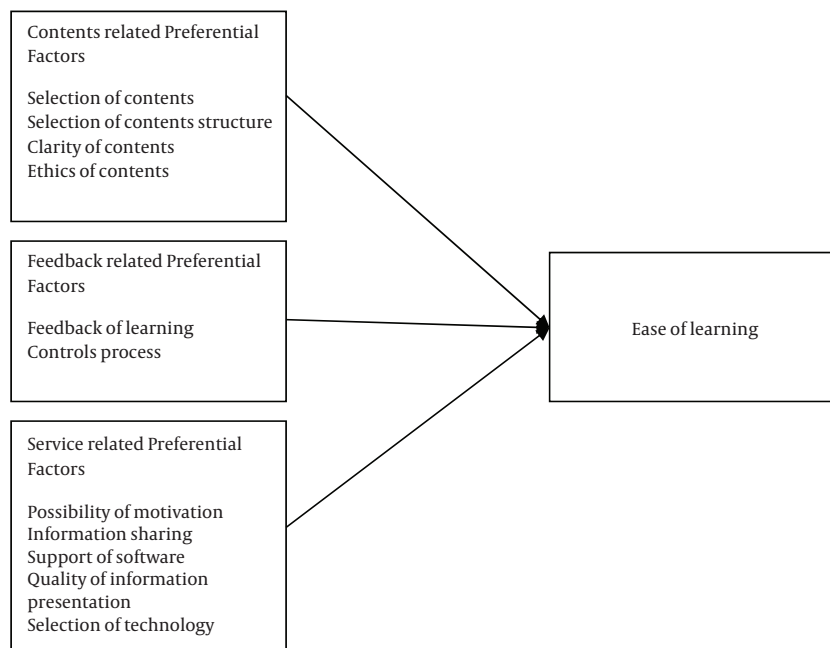 Contents related Preferential
Factors
Selection of contents
Selection of contents structure
Clarity of contents
Ethics of contents
Feedback related Preferential
Factors
Feedback of learning
Controls process
Service related Preferential
Factors
Possibility of motivation
Information sharing
Support of software
Quality of information
presentation
Selection of technology
Ease of learning